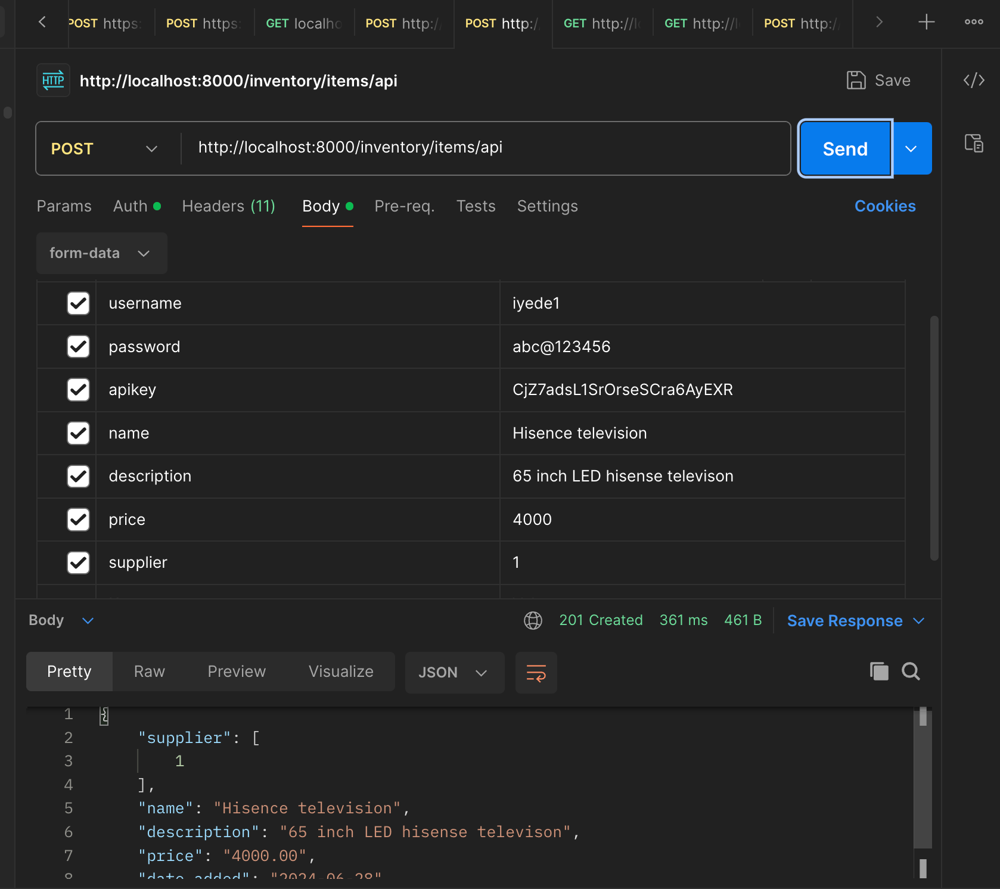 POST https: POST https: GET localho POST http:/ POST http:/ GET http://l GET http://l POST http:/
HTTP http://localhost:8000/inventory/items/api Save </>
POST http://localhost:8000/inventory/items/api Send
Params Auth Headers (11) Body Pre-req. Tests Settings Cookies
form-data
username iyede1
password abc@123456
apikey CjZ7adsL1SrOrseSCra6AyEXR
name Hisence television
description 65 inch LED hisense televison
price 4000
supplier 1
Body 201 Created 361 ms 461 B Save Response
Pretty Raw Preview Visualize JSON
1 {
2 "supplier": [
3 1
4 ],
5 "name": "Hisence television",
6 "description": "65 inch LED hisense televison",
7 "price": "4000.00",
8 "date_added": "2024-06-28"